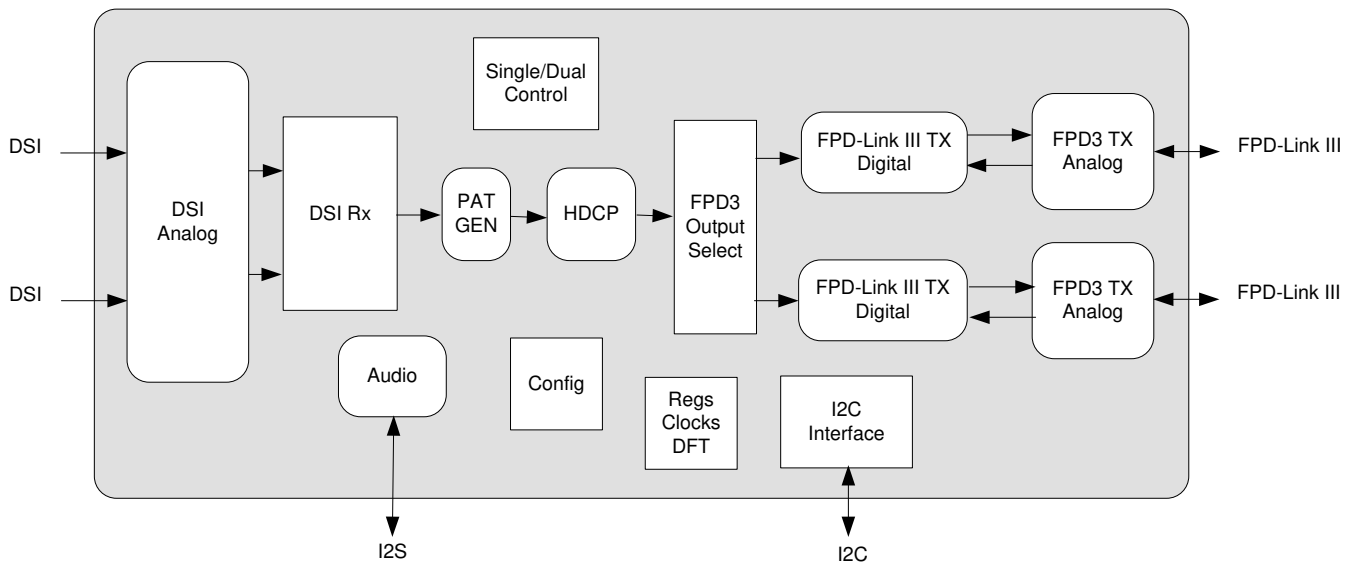 Single/Dual
Control
DSI
DSI
DSI
Analog
DSI Rx
PAT
GEN
HDCP
FPD3
Output
Select
FPD-Link III TX
Digital
FPD3 TX
Analog
FPD-Link III
FPD-Link III TX
Digital
FPD3 TX
Analog
FPD-Link III
Audio
Config
Regs
Clocks
DFT
I2C
Interface
I2S
I2C